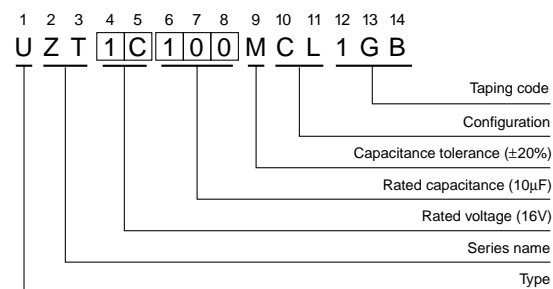 1 2 3 4 5 6 7 8 9 10 11 12 13 14
U Z T 1 C 1 0 0 M C L 1 G B
Taping code
Configuration
Capacitance tolerance (±20%)
Rated capacitance (10µF)
Rated voltage (16V)
Series name
Type